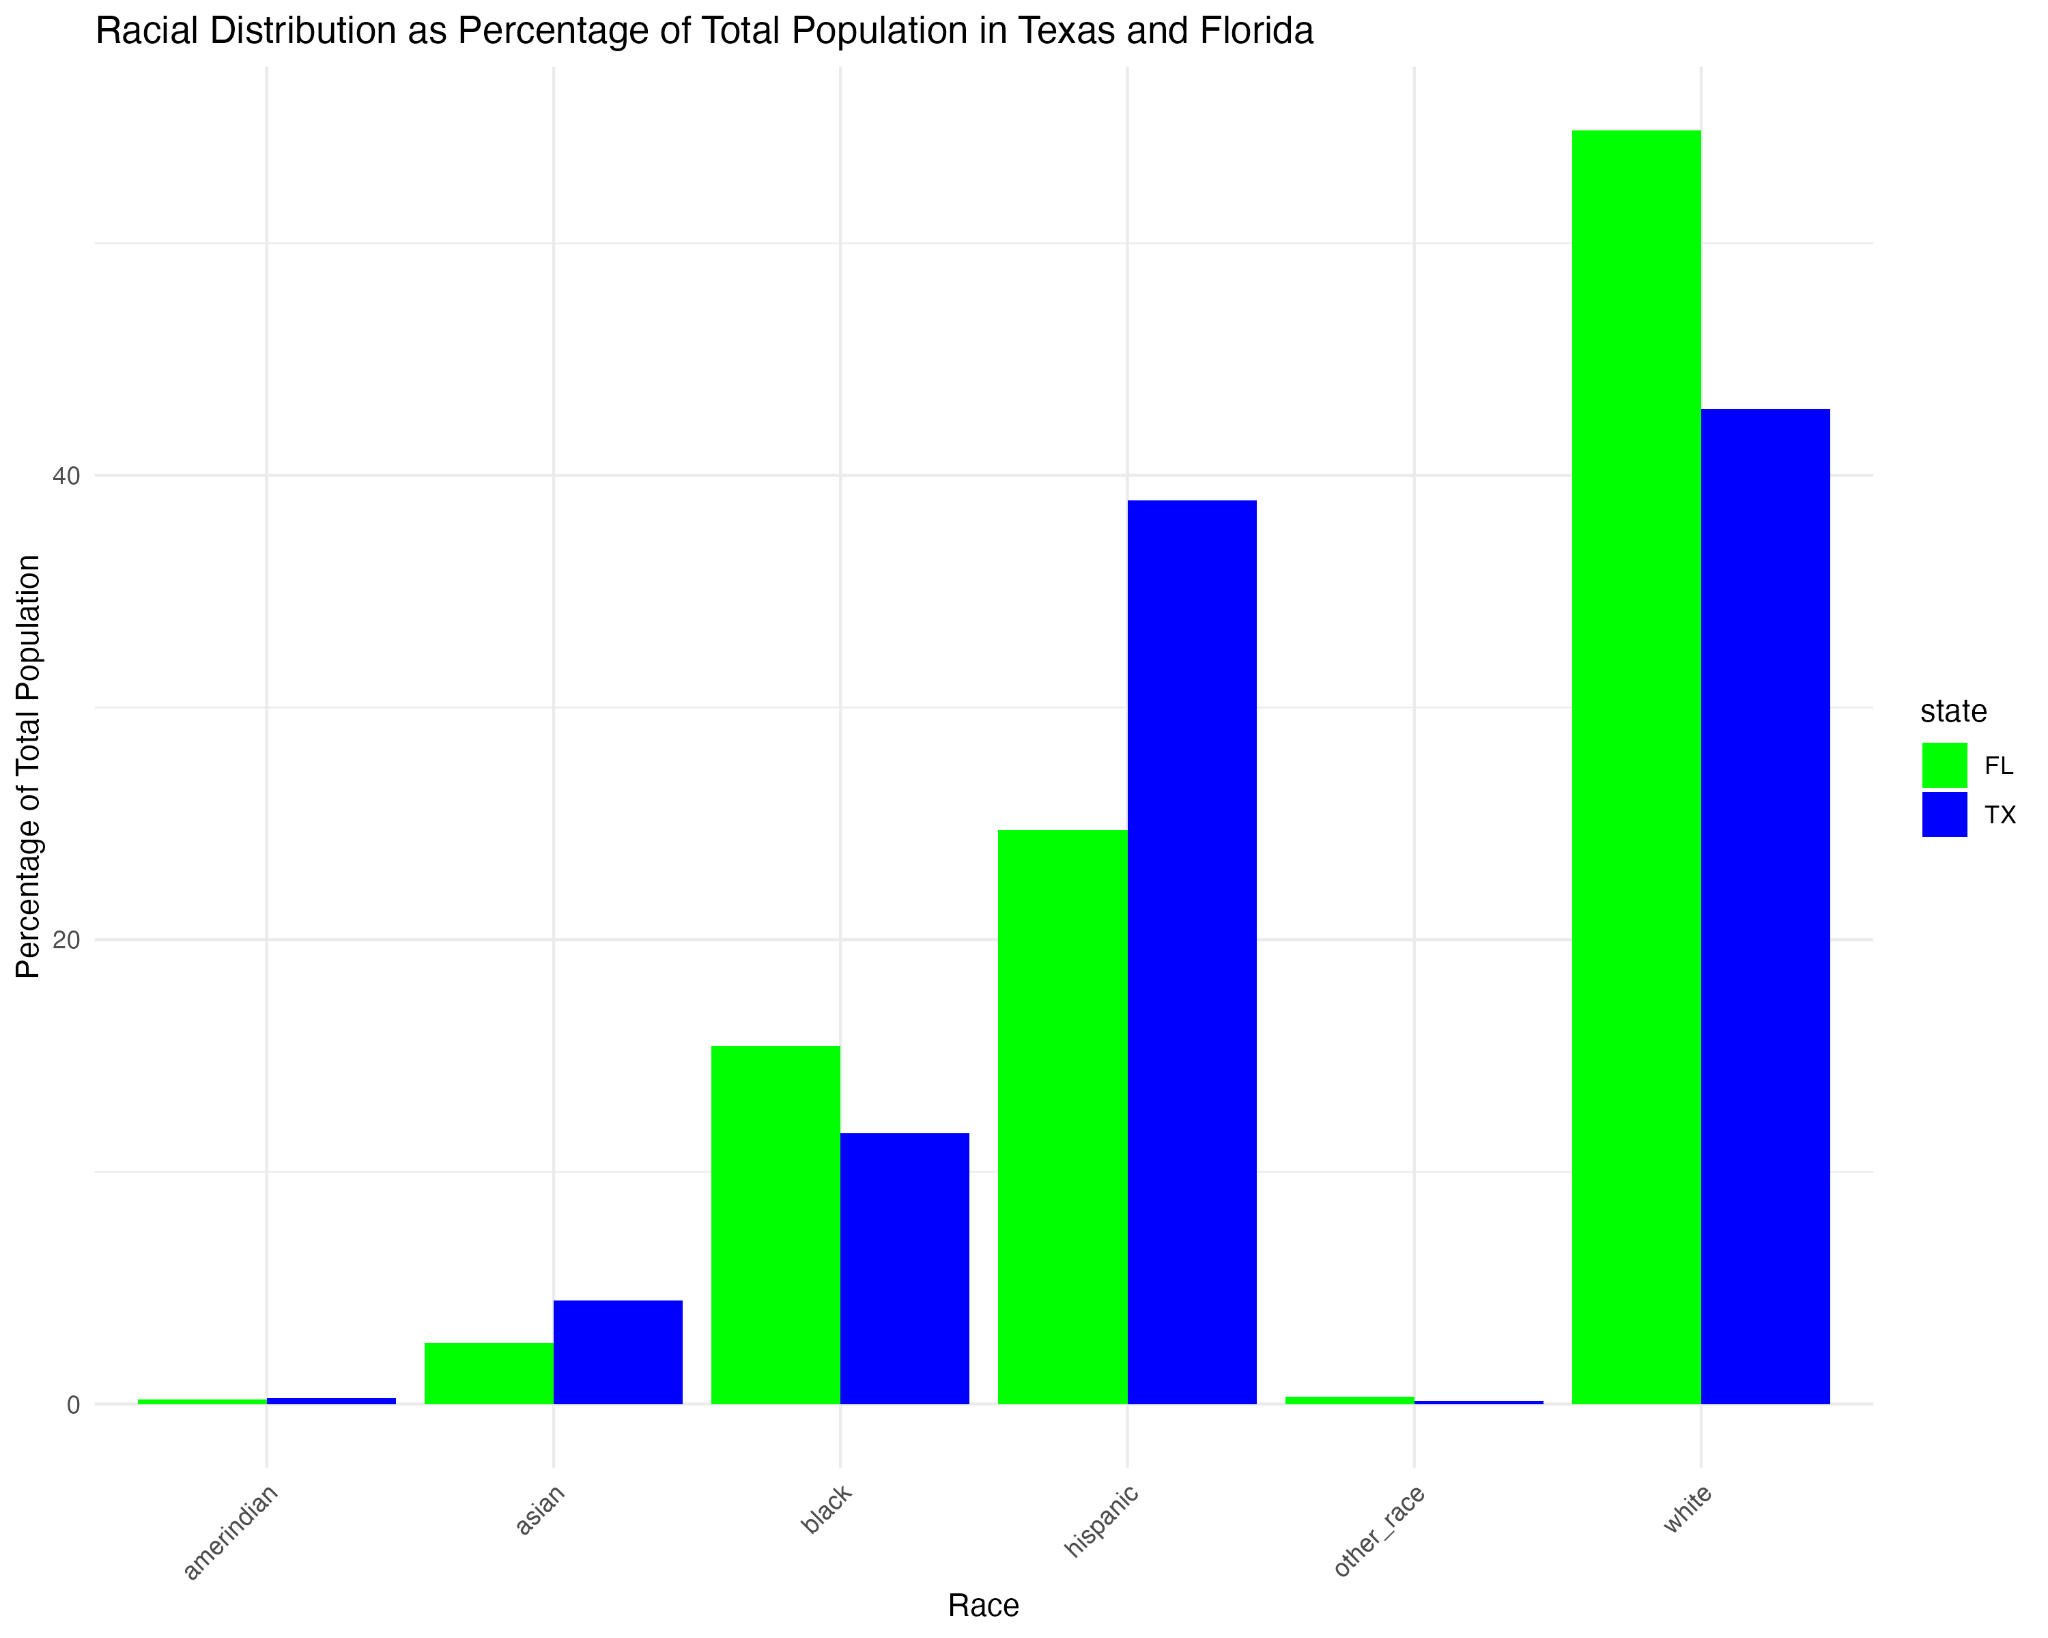 Racial Distribution as Percentage of Total Population in Texas and Florida
Percentage of Total Population
40
20
0
amerindian
asian
black
hispanic
other_race
white
Race
state
FL
TX